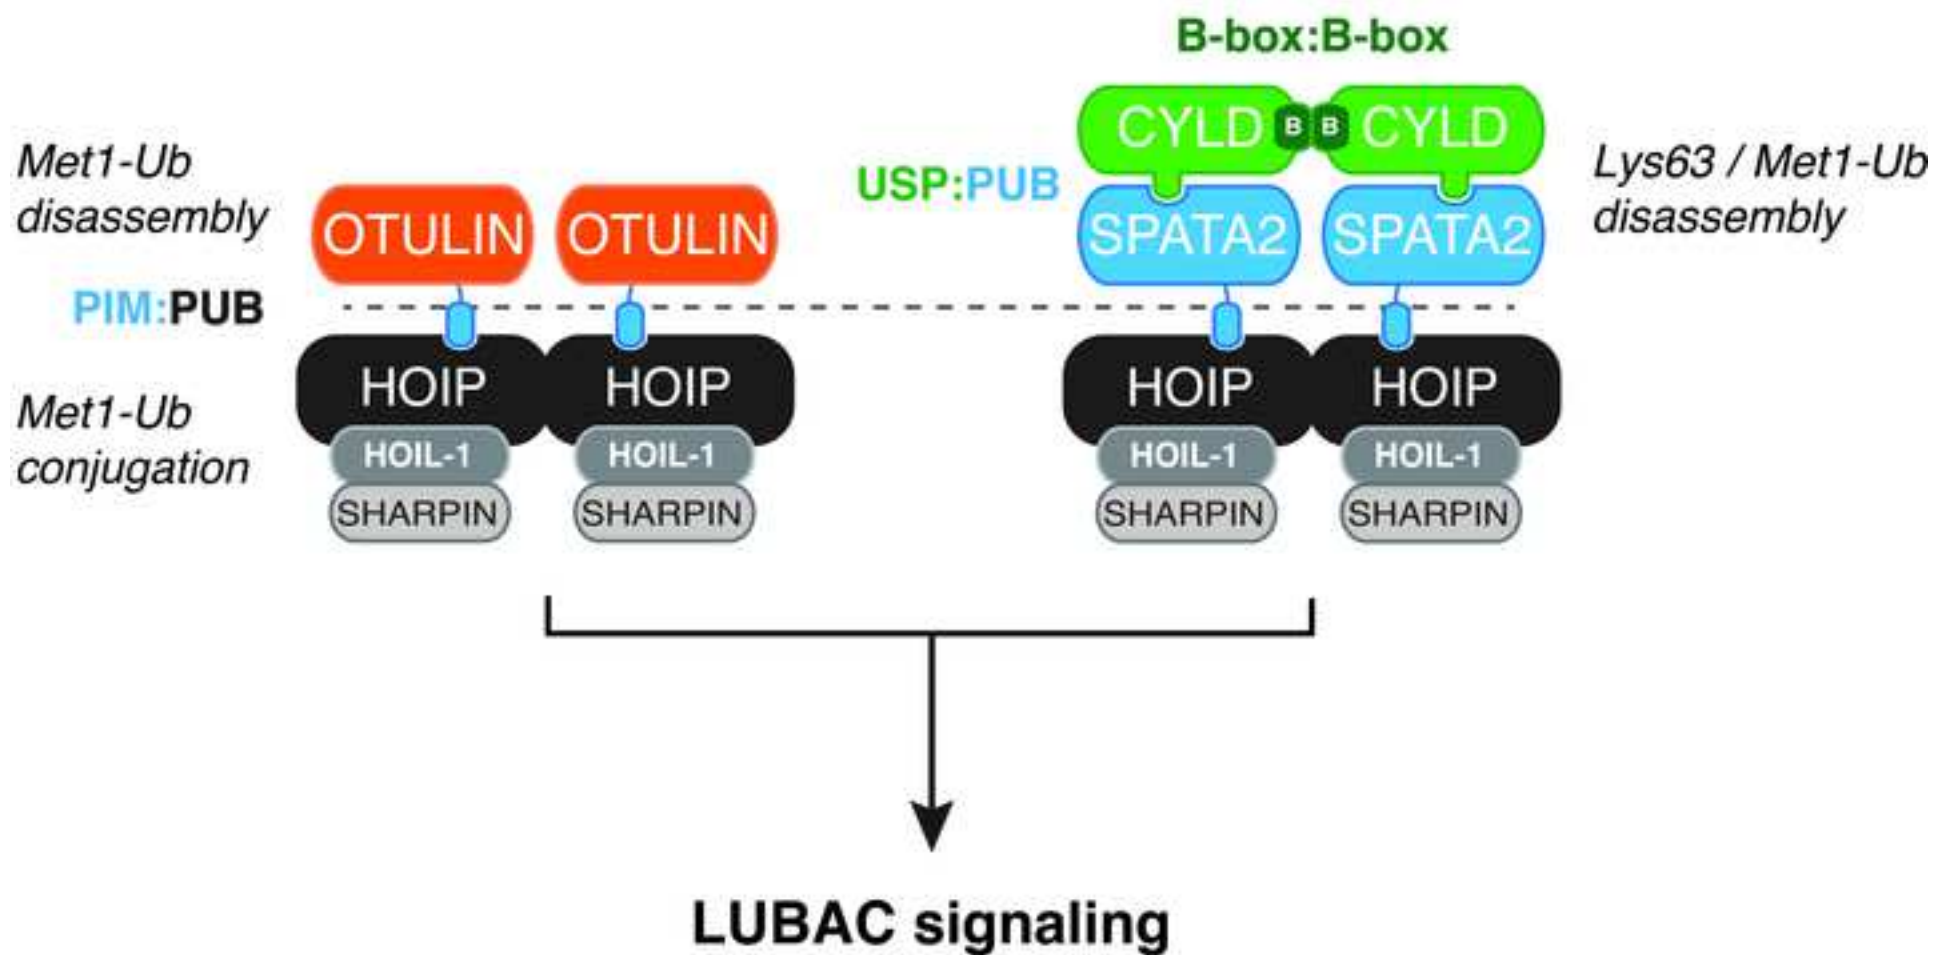 B-box:B-box
CYLD B B CYLD
Met1-Ub
disassembly
USP:PUB
Lys63 / Met1-Ub
disassembly
OTULIN OTULIN SPATA2 SPATA2
PIM:PUB
HOIP HOIP HOIP HOIP
Met1-Ub
conjugation
HOIL-1 HOIL-1 HOIL-1 HOIL-1
SHARPIN SHARPIN SHARPIN SHARPIN
LUBAC signaling